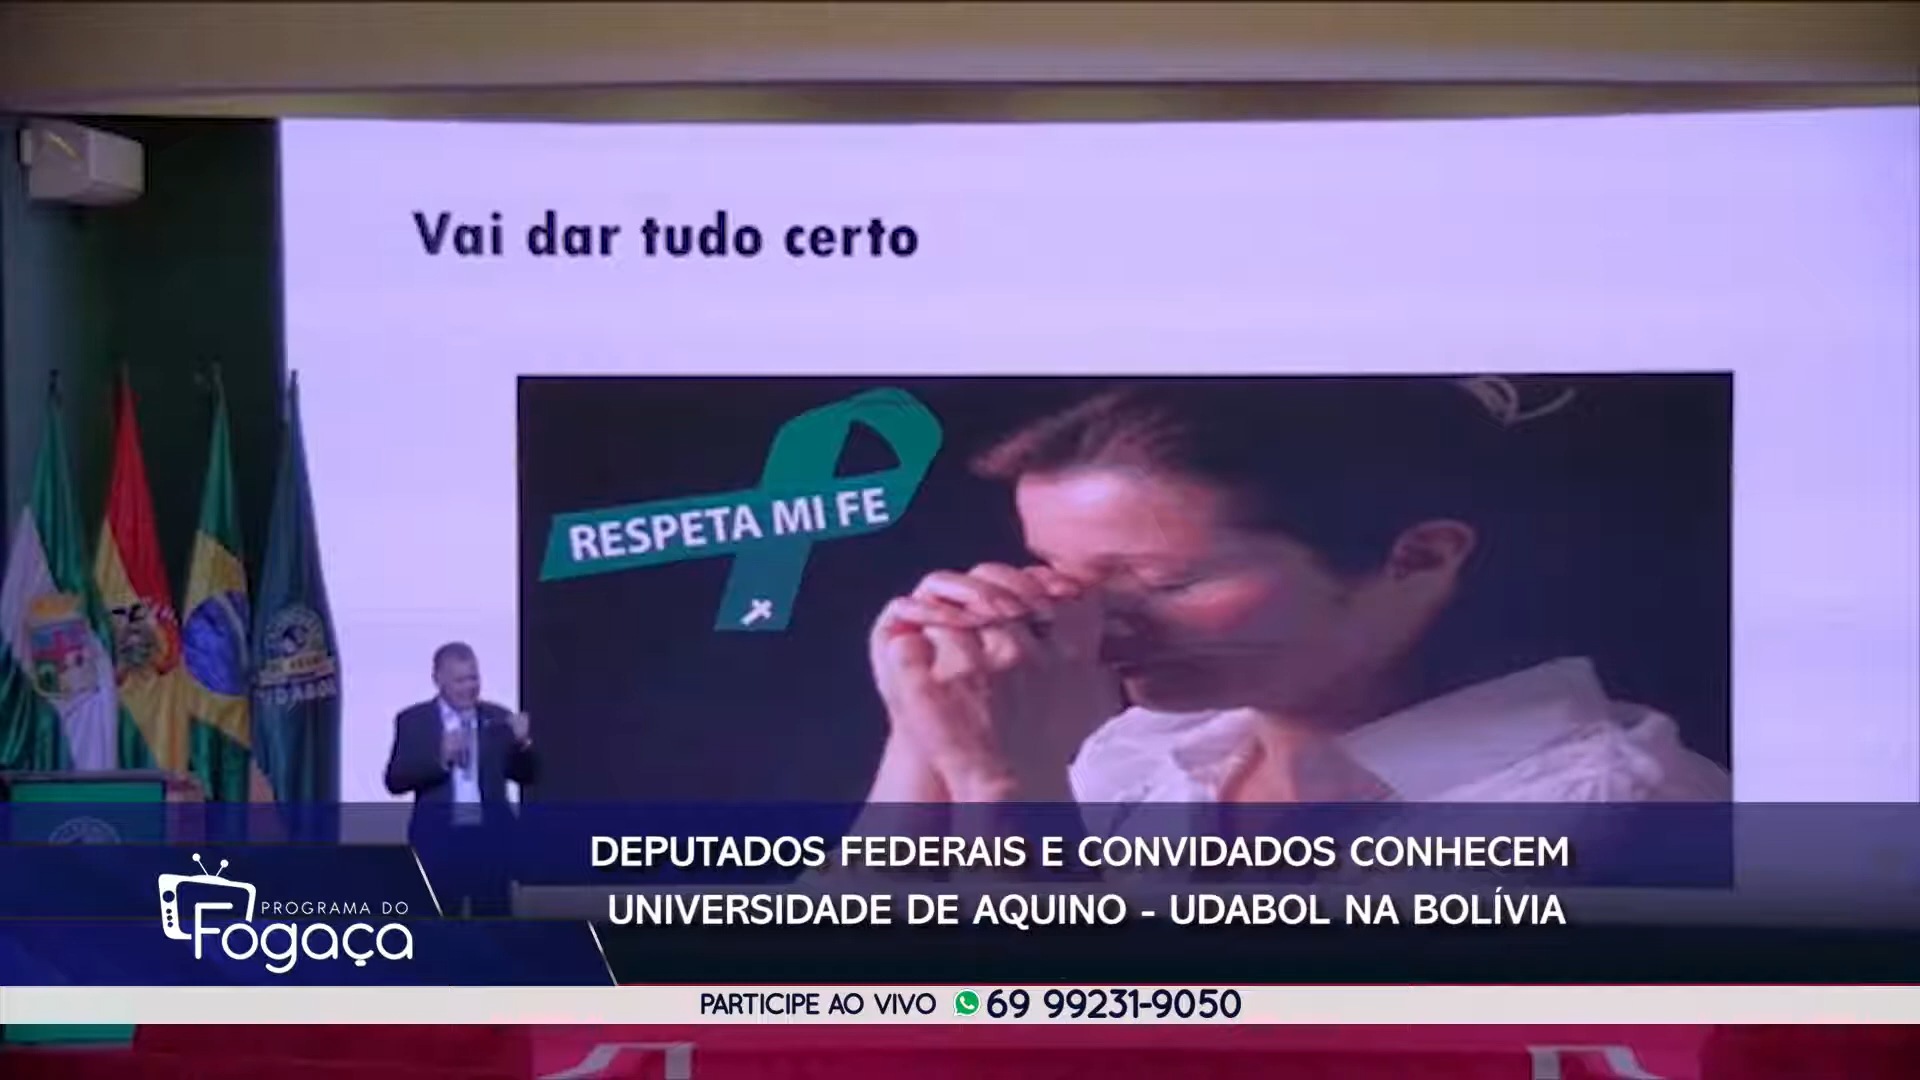 Vai dar tudo certo
RESPETA MI FE
UDABOL
DEPUTADOS FEDERAIS E CONVIDADOS CONHECEM
UNIVERSIDADE DE AQUINO - UDABOL NA BOLÍVIA
PROGRAMA DO
Fogaça
PARTICIPE AO VIVO 69 99231-9050